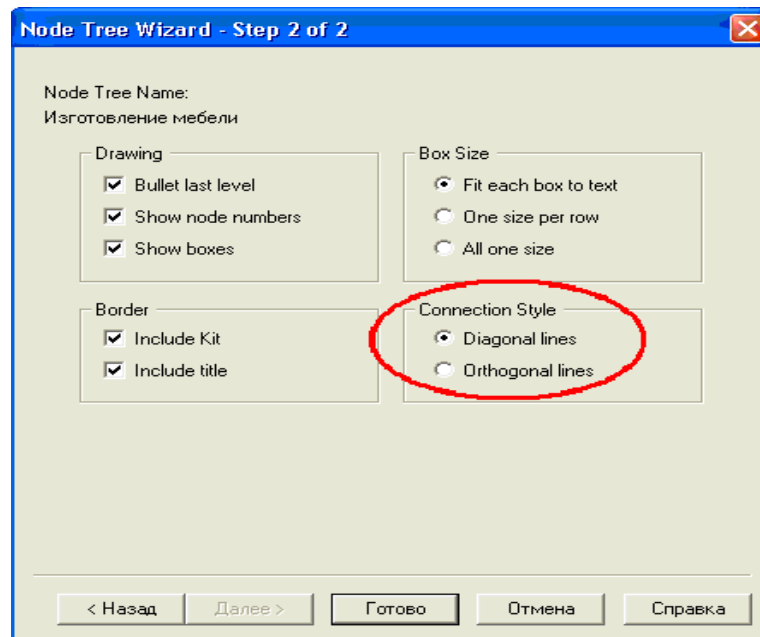 Node Tree Wizard - Step 2 of 2
Node Tree Name:
Изготовление мебели
Drawing
Bullet last level
Show node numbers
Show boxes
Box Size
Fit each box to text
One size per row
All one size
Border
Include Kit
Include title
Connection Style
Diagonal lines
Orthogonal lines
< Назад
Далее >
Готово
Отмена
Справка